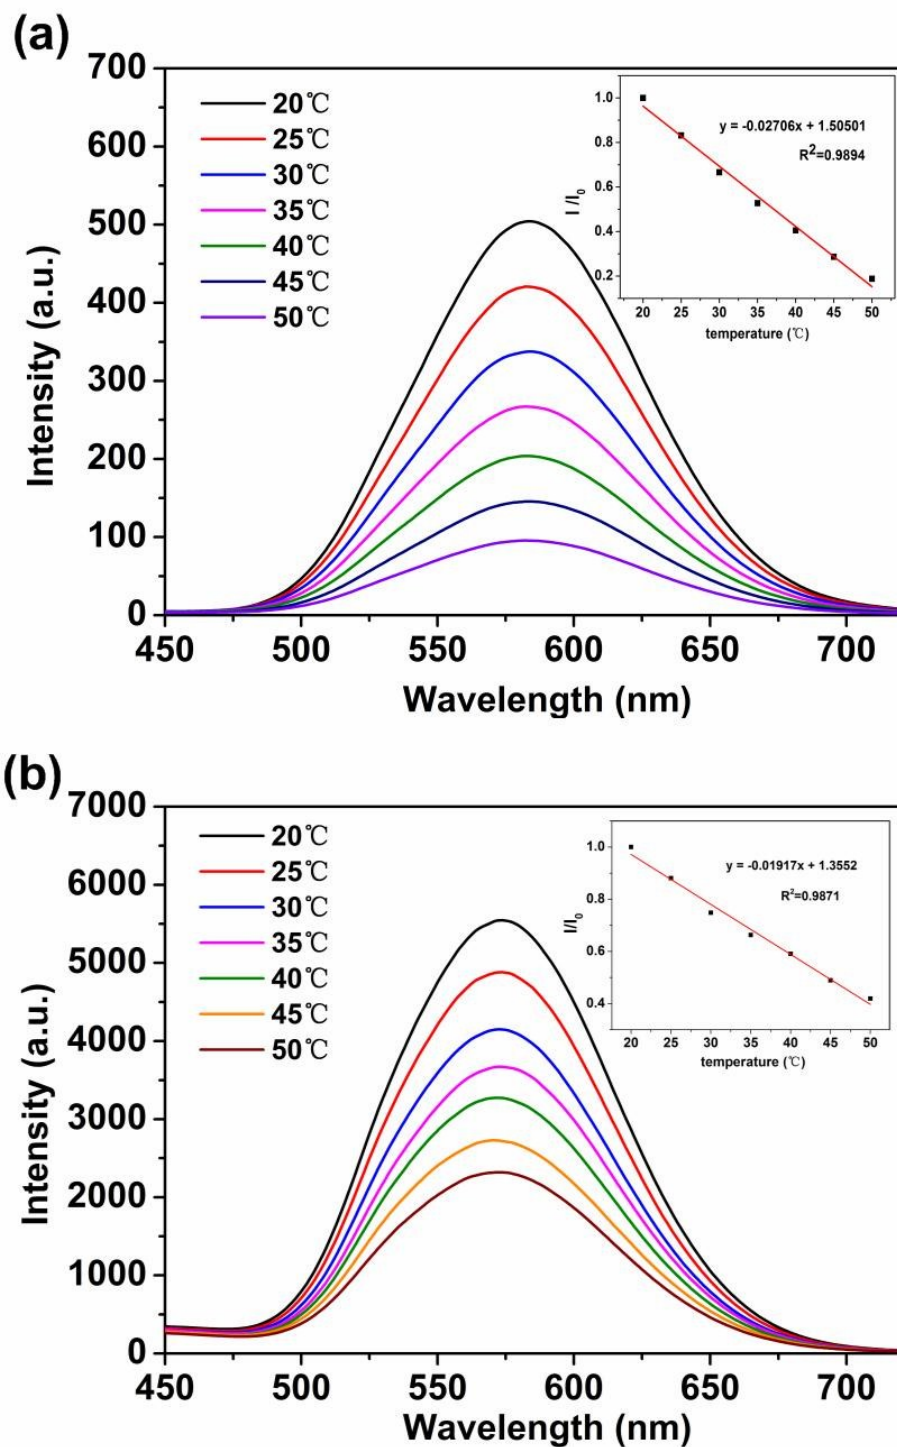 (a)
700
600
500
400
300
200
100
0
Intensity (a.u.)
20℃
25℃
30℃
35℃
40℃
45℃
50℃
1.0
0.8
0.6
0.4
0.2
I /I0
y = -0.02706x + 1.50501
R2=0.9894
20 25 30 35 40 45 50
temperature (℃)
450 500 550 600 650 700
Wavelength (nm)
(b)
7000
6000
5000
4000
3000
2000
1000
0
Intensity (a.u.)
20℃
25℃
30℃
35℃
40℃
45℃
50℃
1.0
0.8
0.6
0.4
I/I0
y = -0.01917x + 1.3552
R2=0.9871
20 25 30 35 40 45 50
temperature (℃)
450 500 550 600 650 700
Wavelength (nm)